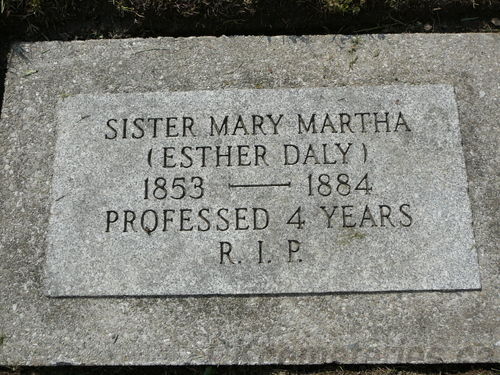 SISTER MARY MARTHA
(ESTHER DALY)
1853 — 1884
PROFESSED 4 YEARS
R. I. P.